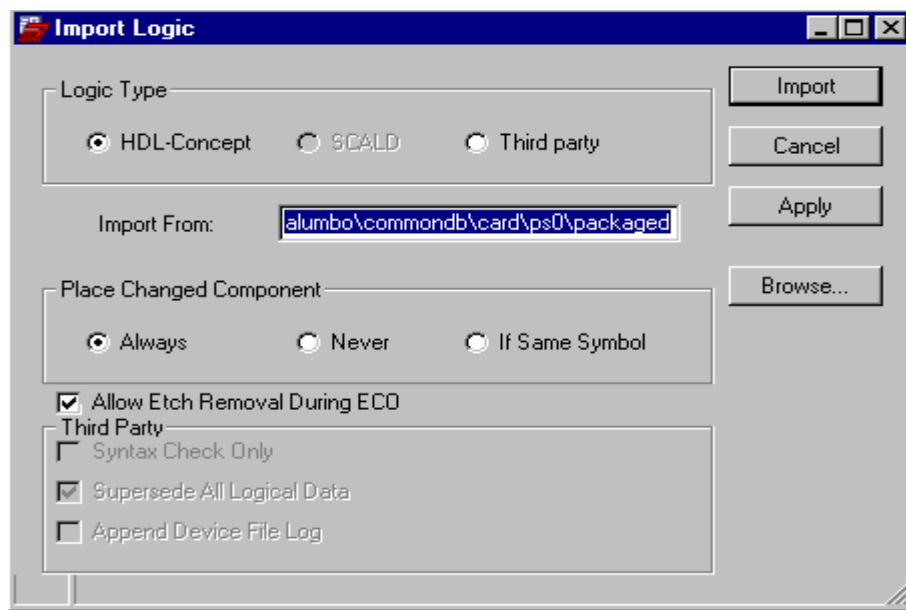 Import Logic
Logic Type
Import
HDL-Concept SCALD Third party
Cancel
Import From: alumbo\commondb\card\ps0\packaged
Apply
Place Changed Component
Browse...
Always Never If Same Symbol
Allow Etch Removal During ECO
Third Party
Syntax Check Only
Supersede All Logical Data
Append Device File Log